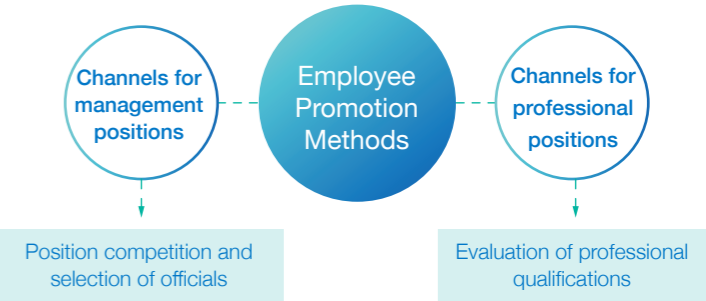 Channels for
management
positions
Employee
Promotion
Methods
Channels for
professional
positions
Position competition and
selection of officials
Evaluation of professional
qualifications